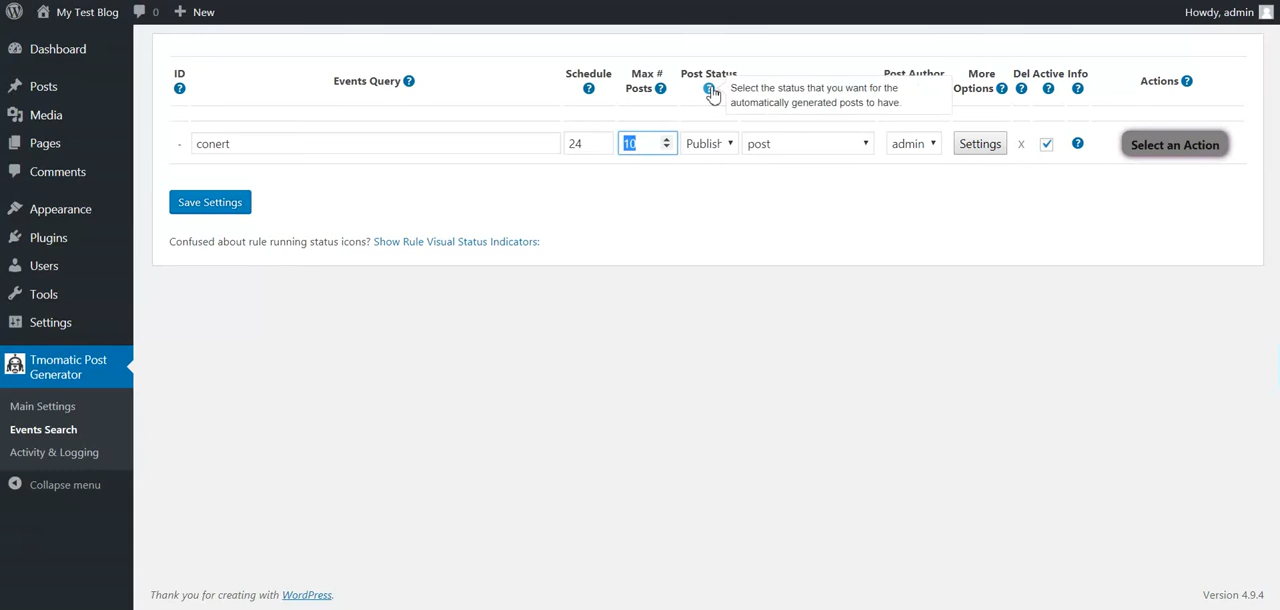 My Test Blog 0 New Howdy, admin
Dashboard
Posts
Media
Pages
Comments
Appearance
Plugins
Users
Tools
Settings
Tmomatic Post
Generator
Main Settings
Events Search
Activity & Logging
Collapse menu
ID Events Query Schedule Max # Posts Post Status Post Author More Options Del Active Info Actions
Select the status that you want for the
automatically generated posts to have.
- conert 24 10 Publish post admin Settings X Select an Action
Save Settings
Confused about rule running status icons? Show Rule Visual Status Indicators:
Thank you for creating with WordPress. Version 4.9.4